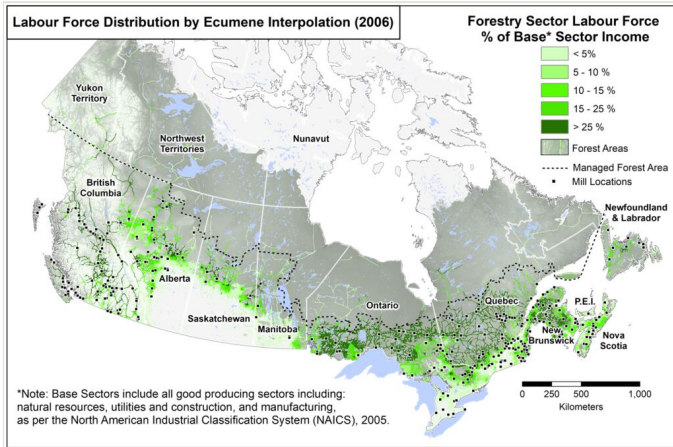 Labour Force Distribution by Ecumene Interpolation (2006)
Forestry Sector Labour Force
% of Base* Sector Income
< 5%
5 - 10 %
10 - 15 %
15 - 25 %
> 25 %
Forest Areas
Managed Forest Area
Mill Locations
Yukon
Territory
Northwest
Territories
Nunavut
British
Columbia
Newfoundland
& Labrador
Alberta
Saskatchewan
Manitoba
Ontario
Quebec
P.E.I.
New
Brunswick
Nova
Scotia
*Note: Base Sectors include all good producing sectors including:
natural resources, utilities and construction, and manufacturing,
as per the North American Industrial Classification System (NAICS), 2005.
0 250 500 750 1,000
Kilometers